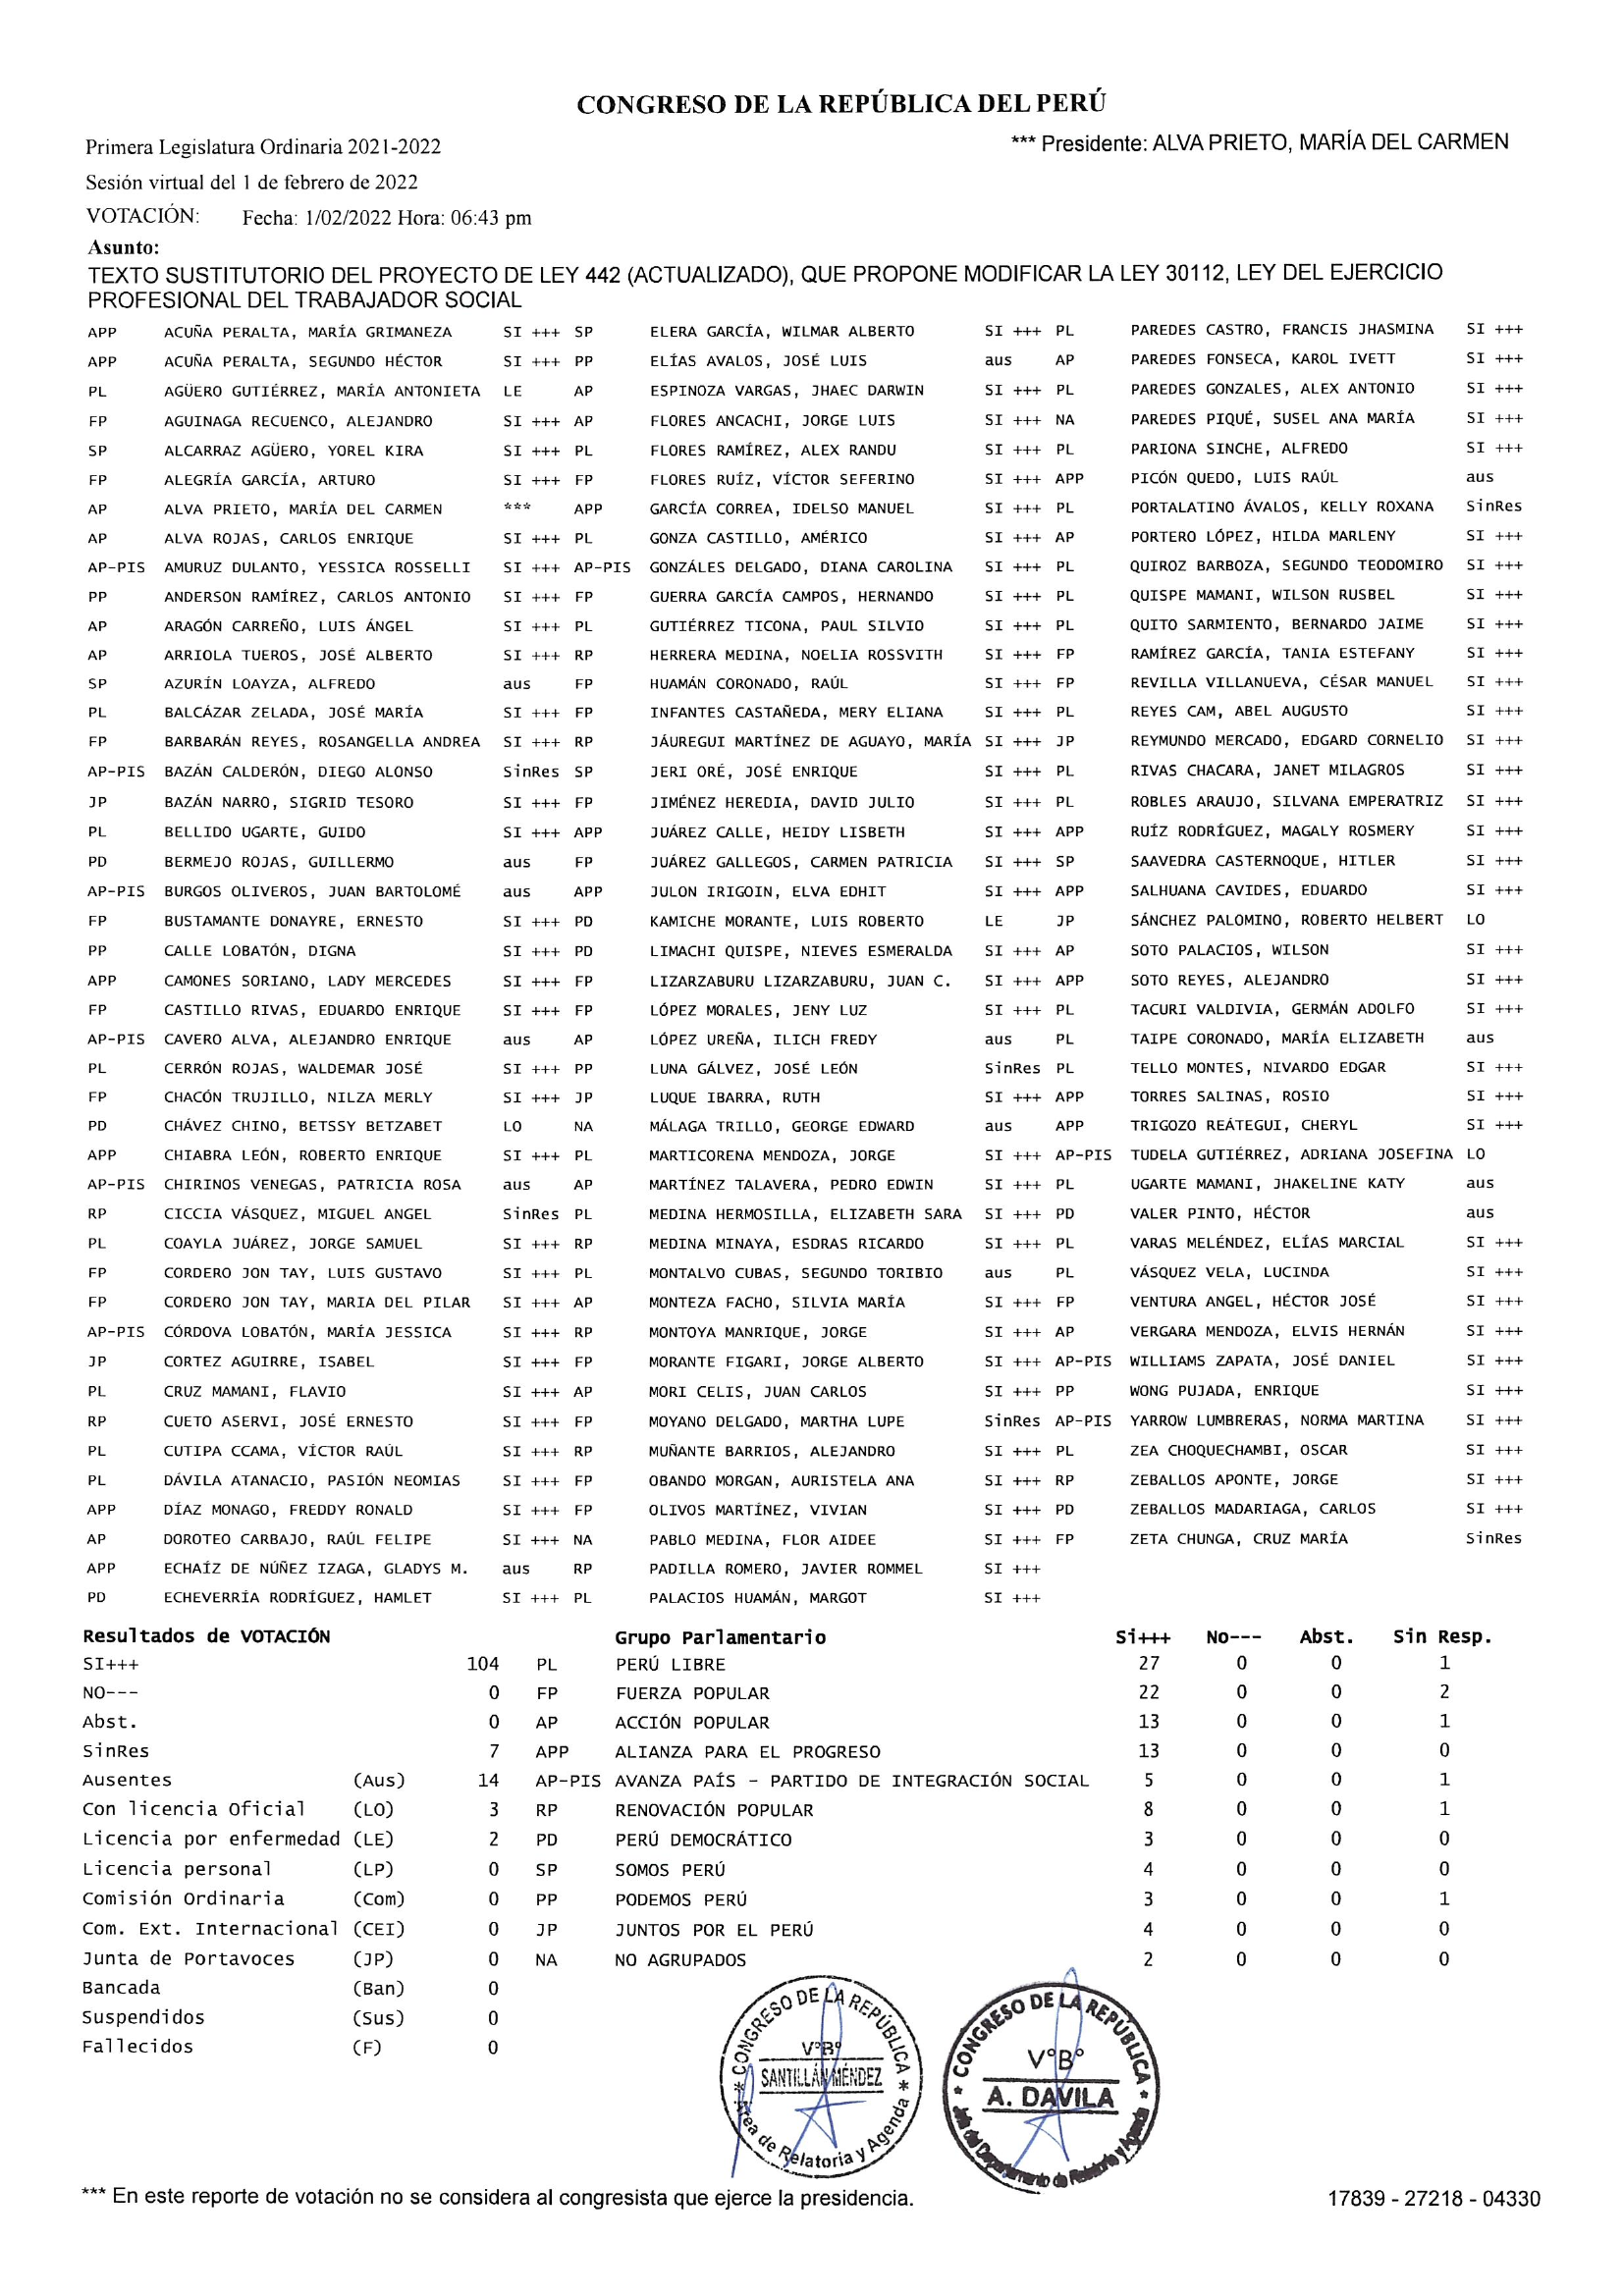 CONGRESO DE LA REPÚBLICA DEL PERÚ
Primera Legislatura Ordinaria 2021-2022 *** Presidente: ALVA PRIETO, MARÍA DEL CARMEN
Sesión virtual del 1 de febrero de 2022
VOTACIÓN: Fecha: 1/02/2022 Hora: 06:43 pm
Asunto:
TEXTO SUSTITUTORIO DEL PROYECTO DE LEY 442 (ACTUALIZADO), QUE PROPONE MODIFICAR LA LEY 30112, LEY DEL EJERCICIO
PROFESIONAL DEL TRABAJADOR SOCIAL
APP ACUÑA PERALTA, MARÍA GRIMANEZA SI +++ SP ELERA GARCÍA, WILMAR ALBERTO SI +++ PL PAREDES CASTRO, FRANCIS JHASMINA SI +++
APP ACUÑA PERALTA, SEGUNDO HÉCTOR SI +++ PP ELÍAS AVALOS, JOSÉ LUIS aus AP PAREDES FONSECA, KAROL IVETT SI +++
PL AGÜERO GUTIÉRREZ, MARÍA ANTONIETA LE AP ESPINOZA VARGAS, JHAEC DARWIN SI +++ PL PAREDES GONZALES, ALEX ANTONIO SI +++
FP AGUINAGA RECUENCO, ALEJANDRO SI +++ AP FLORES ANCACHI, JORGE LUIS SI +++ NA PAREDES PIQUÉ, SUSEL ANA MARÍA SI +++
SP ALCARRAZ AGÜERO, YOREL KIRA SI +++ PL FLORES RAMÍREZ, ALEX RANDU SI +++ PL PARIONA SINCHE, ALFREDO SI +++
FP ALEGRÍA GARCÍA, ARTURO SI +++ FP FLORES RUÍZ, VÍCTOR SEFERINO SI +++ APP PICÓN QUEDO, LUIS RAÚL aus
AP ALVA PRIETO, MARÍA DEL CARMEN *** APP GARCÍA CORREA, IDELSO MANUEL SI +++ PL PORTALATINO ÁVALOS, KELLY ROXANA SinRes
AP ALVA ROJAS, CARLOS ENRIQUE SI +++ PL GONZA CASTILLO, AMÉRICO SI +++ AP PORTERO LÓPEZ, HILDA MARLENY SI +++
AP-PIS AMURUZ DULANTO, YESSICA ROSSELLI SI +++ AP-PIS GONZÁLES DELGADO, DIANA CAROLINA SI +++ PL QUIROZ BARBOZA, SEGUNDO TEODOMIRO SI +++
PP ANDERSON RAMÍREZ, CARLOS ANTONIO SI +++ FP GUERRA GARCÍA CAMPOS, HERNANDO SI +++ PL QUISPE MAMANI, WILSON RUSBEL SI +++
AP ARAGÓN CARREÑO, LUIS ÁNGEL SI +++ PL GUTIÉRREZ TICONA, PAUL SILVIO SI +++ PL QUITO SARMIENTO, BERNARDO JAIME SI +++
AP ARRIOLA TUEROS, JOSÉ ALBERTO SI +++ RP HERRERA MEDINA, NOELIA ROSSVITH SI +++ FP RAMÍREZ GARCÍA, TANIA ESTEFANY SI +++
SP AZURÍN LOAYZA, ALFREDO aus FP HUAMÁN CORONADO, RAÚL SI +++ FP REVILLA VILLANUEVA, CÉSAR MANUEL SI +++
PL BALCÁZAR ZELADA, JOSÉ MARÍA SI +++ FP INFANTES CASTAÑEDA, MERY ELIANA SI +++ PL REYES CAM, ABEL AUGUSTO SI +++
FP BARBARÁN REYES, ROSANGELLA ANDREA SI +++ RP JÁUREGUI MARTÍNEZ DE AGUAYO, MARÍA SI +++ JP REYMUNDO MERCADO, EDGARD CORNELIO SI +++
AP-PIS BAZÁN CALDERÓN, DIEGO ALONSO SinRes SP JERI ORÉ, JOSÉ ENRIQUE SI +++ PL RIVAS CHACARA, JANET MILAGROS SI +++
JP BAZÁN NARRO, SIGRID TESORO SI +++ FP JIMÉNEZ HEREDIA, DAVID JULIO SI +++ PL ROBLES ARAUJO, SILVANA EMPERATRIZ SI +++
PL BELLIDO UGARTE, GUIDO SI +++ APP JUÁREZ CALLE, HEIDY LISBETH SI +++ APP RUÍZ RODRÍGUEZ, MAGALY ROSMERY SI +++
PD BERMEJO ROJAS, GUILLERMO aus FP JUÁREZ GALLEGOS, CARMEN PATRICIA SI +++ SP SAAVEDRA CASTERNOQUE, HITLER SI +++
AP-PIS BURGOS OLIVEROS, JUAN BARTOLOMÉ aus APP JULON IRIGOIN, ELVA EDHIT SI +++ APP SALHUANA CAVIDES, EDUARDO SI +++
FP BUSTAMANTE DONAYRE, ERNESTO SI +++ PD KAMICHE MORANTE, LUIS ROBERTO LE JP SÁNCHEZ PALOMINO, ROBERTO HELBERT LO
PP CALLE LOBATÓN, DIGNA SI +++ PD LIMACHI QUISPE, NIEVES ESMERALDA SI +++ AP SOTO PALACIOS, WILSON SI +++
APP CAMONES SORIANO, LADY MERCEDES SI +++ FP LIZARZABURU LIZARZABURU, JUAN C. SI +++ APP SOTO REYES, ALEJANDRO SI +++
FP CASTILLO RIVAS, EDUARDO ENRIQUE SI +++ FP LÓPEZ MORALES, JENY LUZ SI +++ PL TACURI VALDIVIA, GERMÁN ADOLFO SI +++
AP-PIS CAVERO ALVA, ALEJANDRO ENRIQUE aus AP LÓPEZ UREÑA, ILICH FREDY aus PL TAIPE CORONADO, MARÍA ELIZABETH aus
PL CERRÓN ROJAS, WALDEMAR JOSÉ SI +++ PP LUNA GÁLVEZ, JOSÉ LEÓN SinRes PL TELLO MONTES, NIVARDO EDGAR SI +++
FP CHACÓN TRUJILLO, NILZA MERLY SI +++ JP LUQUE IBARRA, RUTH SI +++ APP TORRES SALINAS, ROSIO SI +++
PD CHÁVEZ CHINO, BETSSY BETZABET LO NA MÁLAGA TRILLO, GEORGE EDWARD aus APP TRIGOZO REÁTEGUI, CHERYL SI +++
APP CHIABRA LEÓN, ROBERTO ENRIQUE SI +++ PL MARTICORENA MENDOZA, JORGE SI +++ AP-PIS TUDELA GUTIÉRREZ, ADRIANA JOSEFINA LO
AP-PIS CHIRINOS VENEGAS, PATRICIA ROSA aus AP MARTÍNEZ TALAVERA, PEDRO EDWIN SI +++ PL UGARTE MAMANI, JHAKELINE KATY aus
RP CICCIA VÁSQUEZ, MIGUEL ANGEL SinRes PL MEDINA HERMOSILLA, ELIZABETH SARA SI +++ PD VALER PINTO, HÉCTOR aus
PL COAYLA JUÁREZ, JORGE SAMUEL SI +++ RP MEDINA MINAYA, ESDRAS RICARDO SI +++ PL VARAS MELÉNDEZ, ELÍAS MARCIAL SI +++
FP CORDERO JON TAY, LUIS GUSTAVO SI +++ PL MONTALVO CUBAS, SEGUNDO TORIBIO aus PL VÁSQUEZ VELA, LUCINDA SI +++
FP CORDERO JON TAY, MARIA DEL PILAR SI +++ AP MONTEZA FACHO, SILVIA MARÍA SI +++ FP VENTURA ANGEL, HÉCTOR JOSÉ SI +++
AP-PIS CÓRDOVA LOBATÓN, MARÍA JESSICA SI +++ RP MONTOYA MANRIQUE, JORGE SI +++ AP VERGARA MENDOZA, ELVIS HERNÁN SI +++
JP CORTEZ AGUIRRE, ISABEL SI +++ FP MORANTE FIGARI, JORGE ALBERTO SI +++ AP-PIS WILLIAMS ZAPATA, JOSÉ DANIEL SI +++
PL CRUZ MAMANI, FLAVIO SI +++ AP MORI CELIS, JUAN CARLOS SI +++ PP WONG PUJADA, ENRIQUE SI +++
RP CUETO ASERVI, JOSÉ ERNESTO SI +++ FP MOYANO DELGADO, MARTHA LUPE SinRes AP-PIS YARROW LUMBRERAS, NORMA MARTINA SI +++
PL CUTIPA CCAMA, VÍCTOR RAÚL SI +++ RP MUÑANTE BARRIOS, ALEJANDRO SI +++ PL ZEA CHOQUECHAMBI, OSCAR SI +++
PL DÁVILA ATANACIO, PASIÓN NEOMIAS SI +++ FP OBANDO MORGAN, AURISTELA ANA SI +++ RP ZEBALLOS APONTE, JORGE SI +++
APP DÍAZ MONAGO, FREDDY RONALD SI +++ FP OLIVOS MARTÍNEZ, VIVIAN SI +++ PD ZEBALLOS MADARIAGA, CARLOS SI +++
AP DOROTEO CARBAJO, RAÚL FELIPE SI +++ NA PABLO MEDINA, FLOR AIDEE SI +++ FP ZETA CHUNGA, CRUZ MARÍA SinRes
APP ECHAÍZ DE NÚÑEZ IZAGA, GLADYS M. aus RP PADILLA ROMERO, JAVIER ROMMEL SI +++
PD ECHEVERRÍA RODRÍGUEZ, HAMLET SI +++ PL PALACIOS HUAMÁN, MARGOT SI +++
Resultados de VOTACIÓN Grupo Parlamentario Si+++ No--- Abst. Sin Resp.
SI+++ 104 PL PERÚ LIBRE 27 0 0 1
NO--- 0 FP FUERZA POPULAR 22 0 0 2
Abst. 0 AP ACCIÓN POPULAR 13 0 0 1
SinRes 7 APP ALIANZA PARA EL PROGRESO 13 0 0 0
Ausentes (Aus) 14 AP-PIS AVANZA PAÍS - PARTIDO DE INTEGRACIÓN SOCIAL 5 0 0 1
Con licencia Oficial (LO) 3 RP RENOVACIÓN POPULAR 8 0 0 1
Licencia por enfermedad (LE) 2 PD PERÚ DEMOCRÁTICO 3 0 0 0
Licencia personal (LP) 0 SP SOMOS PERÚ 4 0 0 0
Comisión Ordinaria (Com) 0 PP PODEMOS PERÚ 3 0 0 1
Com. Ext. Internacional (CEI) 0 JP JUNTOS POR EL PERÚ 4 0 0 0
Junta de Portavoces (JP) 0 NA NO AGRUPADOS 2 0 0 0
Bancada (Ban) 0
Suspendidos (Sus) 0
Fallecidos (F) 0
* CONGRESO DE LA REPÚBLICA *
V°B°
SANTILLÁN MÉNDEZ
Área de Relatoría y Agenda
* CONGRESO DE LA REPÚBLICA *
V°B°
A. DAVILA
Jefe del Departamento de Relatoría y Agenda
*** En este reporte de votación no se considera al congresista que ejerce la presidencia. 17839 - 27218 - 04330